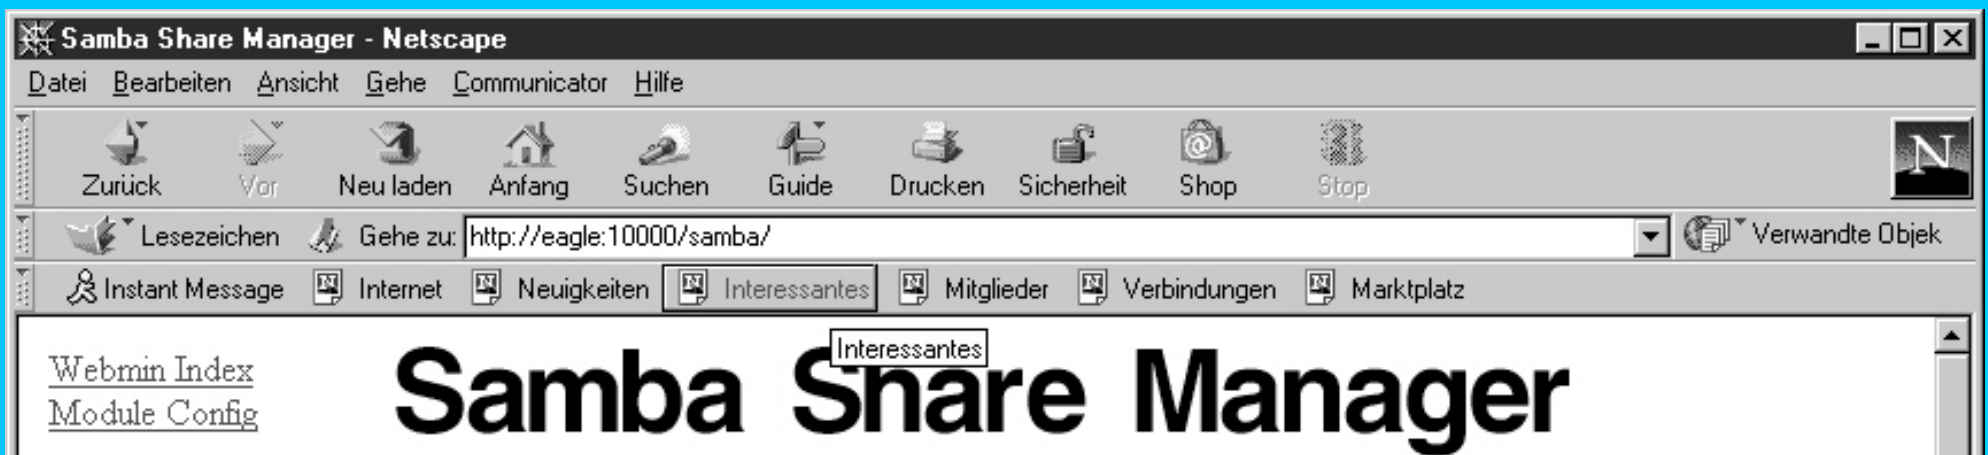 Samba Share Manager - Netscape
Datei Bearbeiten Ansicht Gehe Communicator Hilfe
Zurück Vor Neu laden Anfang Suchen Guide Drucken Sicherheit Shop Stop
N
Lesezeichen Gehe zu: http://eagle:10000/samba/ Verwandte Objek
Instant Message Internet Neuigkeiten Interessantes Mitglieder Verbindungen Marktplatz
Interessantes
Webmin Index
Module Config
Samba Share Manager